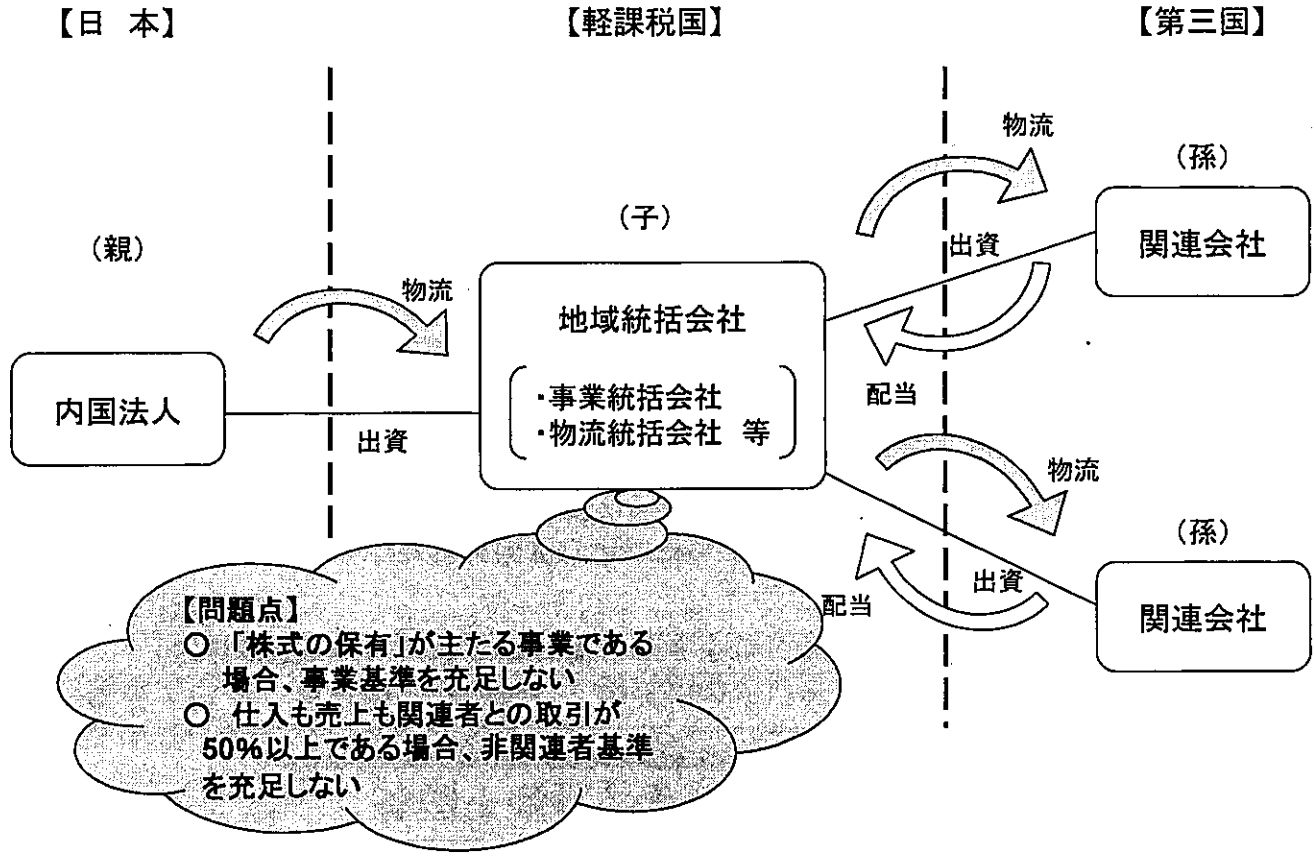 【日 本】
【軽課税国】
【第三国】
物流
(孫)
(子)
(親)
出資
関連会社
物流
地域統括会社
配当
・事業統括会社
・物流統括会社 等
内国法人
出資
物流
(孫)
出資
配当
関連会社
【問題点】
○ 「株式の保有」が主たる事業である
場合、事業基準を充足しない
○ 仕入も売上も関連者との取引が
50%以上である場合、非関連者基準
を充足しない